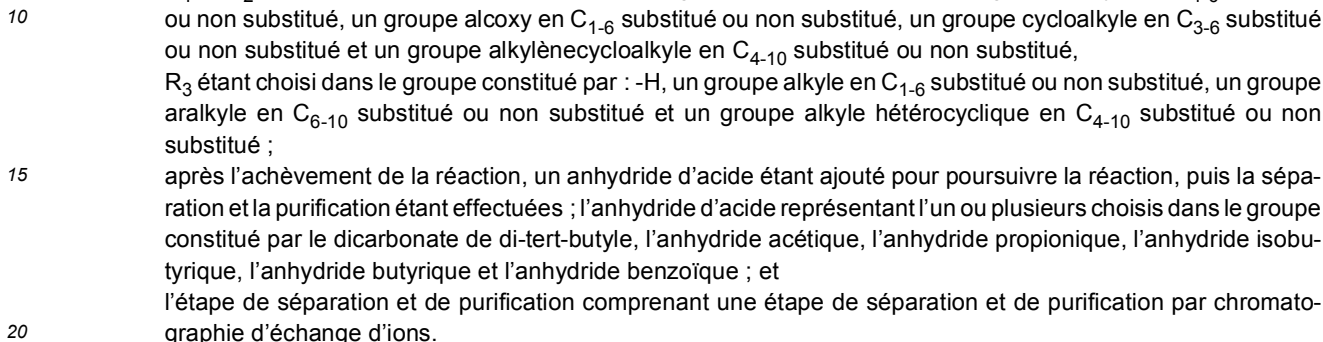 10 ou non substitué, un groupe alcoxy en C1-6 substitué ou non substitué, un groupe cycloalkyle en C3-6 substitué
ou non substitué et un groupe alkylènecycloalkyle en C4-10 substitué ou non substitué,
R3 étant choisi dans le groupe constitué par : -H, un groupe alkyle en C1-6 substitué ou non substitué, un groupe
aralkyle en C6-10 substitué ou non substitué et un groupe alkyle hétérocyclique en C4-10 substitué ou non
substitué ;
15 après l'achèvement de la réaction, un anhydride d'acide étant ajouté pour poursuivre la réaction, puis la sépa-
ration et la purification étant effectuées ; l'anhydride d'acide représentant l'un ou plusieurs choisis dans le groupe
constitué par le dicarbonate de di-tert-butyle, l'anhydride acétique, l'anhydride propionique, l'anhydride isobu-
tyrique, l'anhydride butyrique et l'anhydride benzoïque ; et
l'étape de séparation et de purification comprenant une étape de séparation et de purification par chromato-
20 graphie d'échange d'ions.